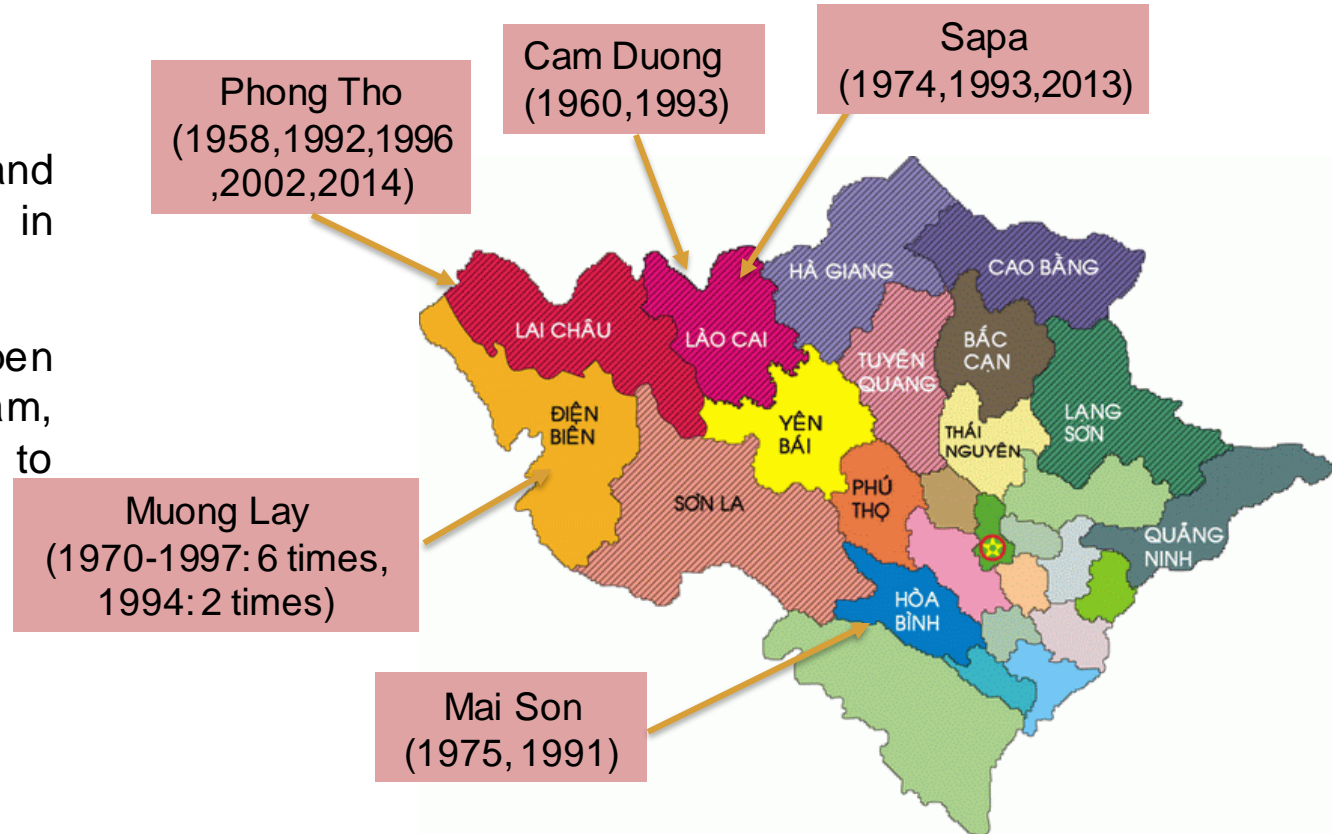 Cam Duong
(1960,1993)
Sapa
(1974,1993,2013)
Phong Tho
(1958,1992,1996
,2002,2014)
and
in
pen
am,
to
Muong Lay
(1970-1997: 6 times,
1994: 2 times)
Mai Son
(1975, 1991)
HÀ GIANG
CAO BẰNG
LAI CHÂU
LÀO CAI
TUYÊN
QUANG
BẮC
CẠN
ĐIỆN
BIÊN
YÊN
BÁI
THÁI
NGUYÊN
LẠNG
SƠN
SƠN LA
PHÚ
THỌ
QUẢNG
NINH
HÒA
BÌNH